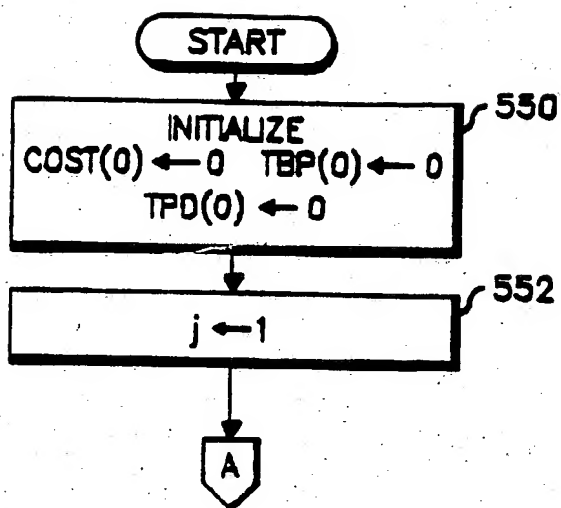 START
550
INITIALIZE
COST(0) ← 0 TBP(0) ← 0
TPD(0) ← 0
552
j ← 1
A